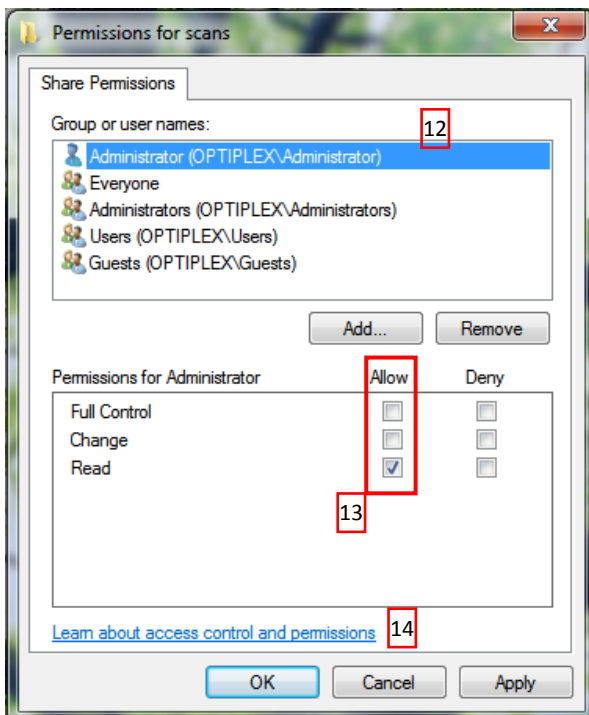 Permissions for scans
Share Permissions
Group or user names:
12
Administrator (OPTIPLEX\Administrator)
Everyone
Administrators (OPTIPLEX\Administrators)
Users (OPTIPLEX\Users)
Guests (OPTIPLEX\Guests)
Add... Remove
Permissions for Administrator Allow Deny
Full Control
Change
Read
13
Learn about access control and permissions 14
OK Cancel Apply